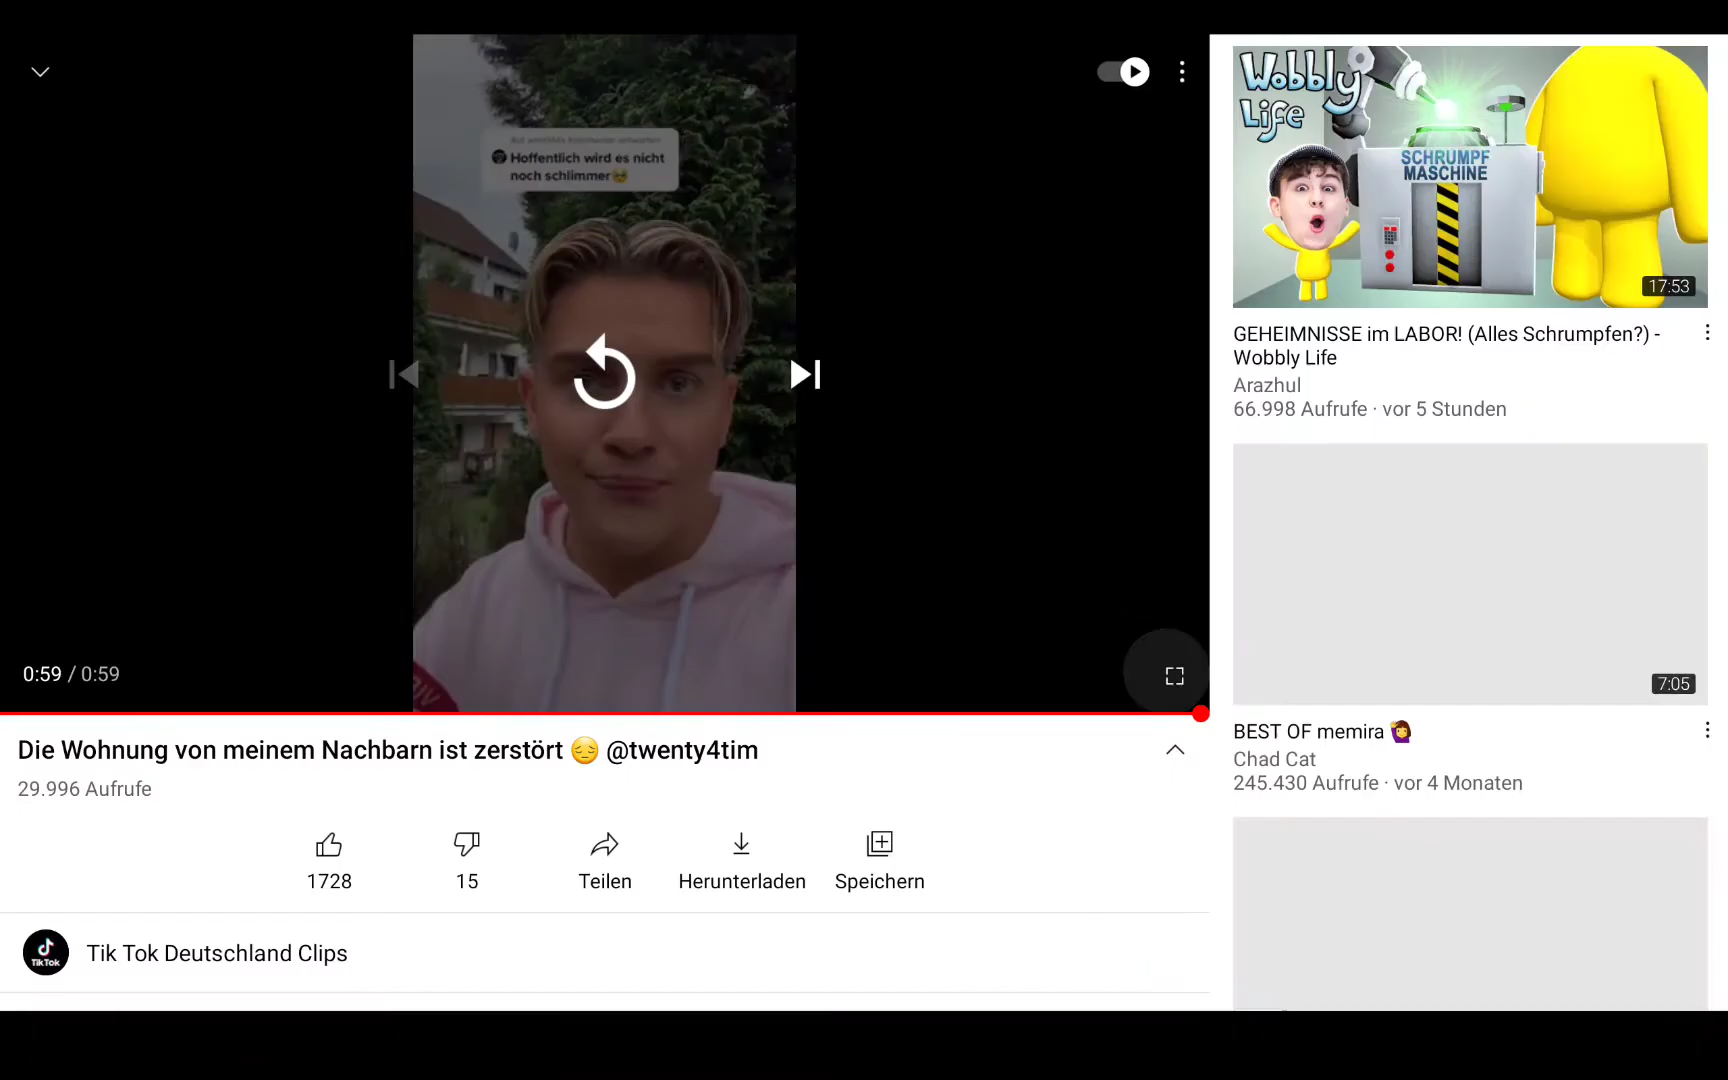 Hoffentlich wird es nicht
noch schlimmer🥺
0:59 / 0:59
Die Wohnung von meinem Nachbarn ist zerstört 😔 @twenty4tim
29.996 Aufrufe
1728
15
Teilen
Herunterladen
Speichern
TikTok
Tik Tok Deutschland Clips
Wobbly
Life
SCHRUMPF
MASCHINE
17:53
GEHEIMNISSE im LABOR! (Alles Schrumpfen?) -
Wobbly Life
Arazhul
66.998 Aufrufe · vor 5 Stunden
7:05
BEST OF memira 🙋‍♀️
Chad Cat
245.430 Aufrufe · vor 4 Monaten